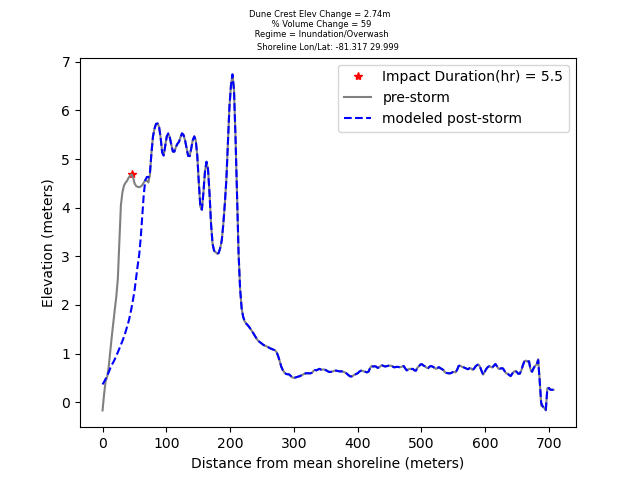 Dune Crest Elev Change = 2.74m
% Volume Change = 59
Regime = Inundation/Overwash
Shoreline Lon/Lat: -81.317 29.999
Impact Duration(hr) = 5.5
pre-storm
modeled post-storm
Elevation (meters)
7
6
5
4
3
2
1
0
0 100 200 300 400 500 600 700
Distance from mean shoreline (meters)